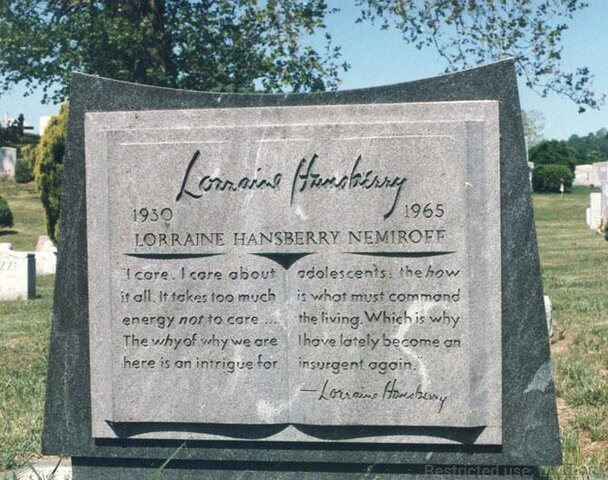 Lorraine Hansberry
1930 1965
LORRAINE HANSBERRY NEMIROFF
"I care. I care about
it all. It takes too much
energy not to care ....
The why of why we are
here is an intrigue for
adolescents; the how
is what must command
the living. Which is why
I have lately become an
insurgent again."
—Lorraine Hansberry
Restricted use